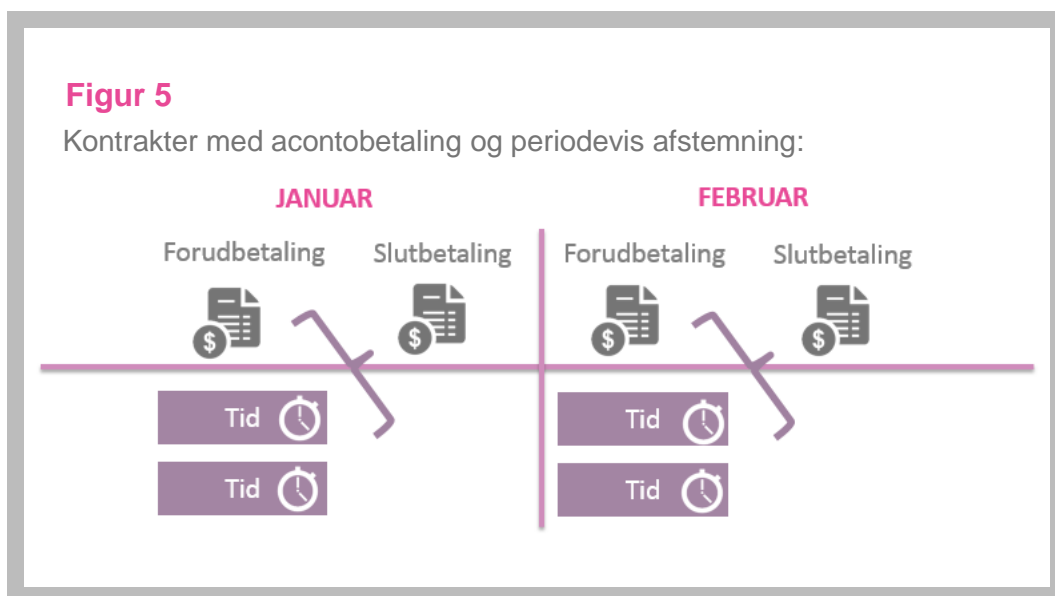 Figur 5
Kontrakter med acontobetaling og periodevis afstemning:
JANUAR
FEBRUAR
Forudbetaling
Slutbetaling
Forudbetaling
Slutbetaling
$
$
$
$
Tid
Tid
Tid
Tid